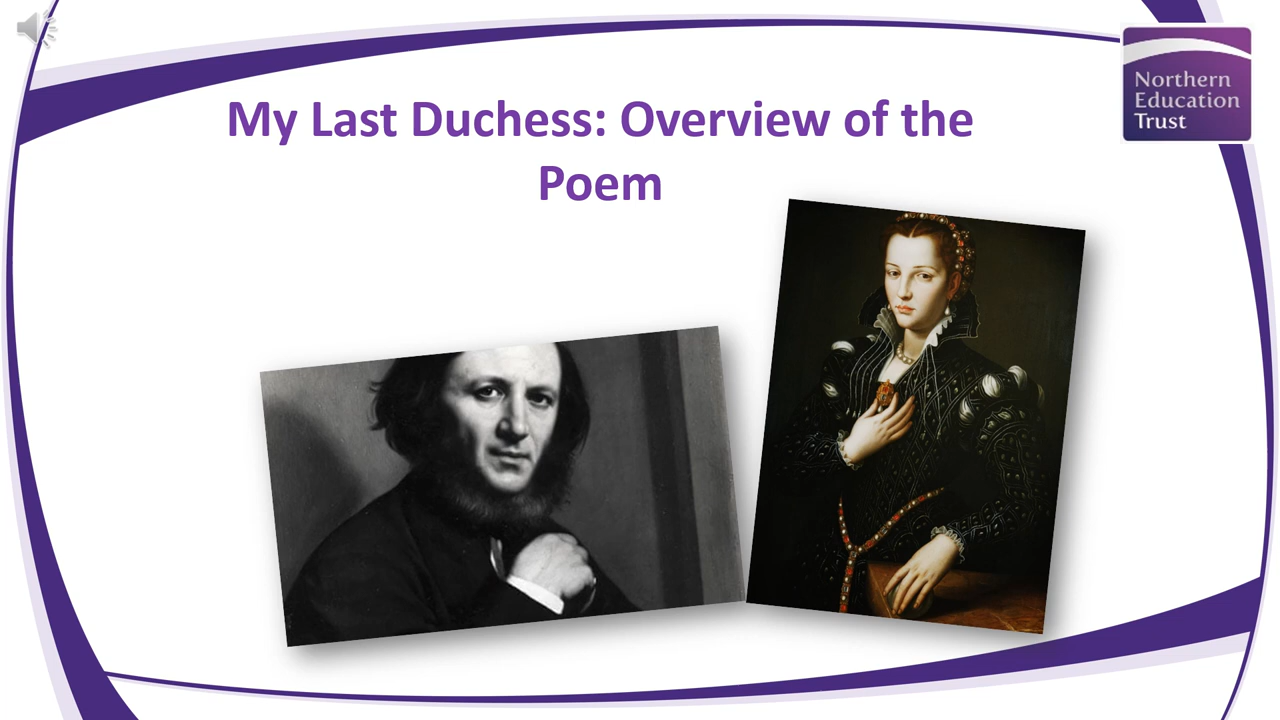 My Last Duchess: Overview of the
Poem
Northern
Education
Trust